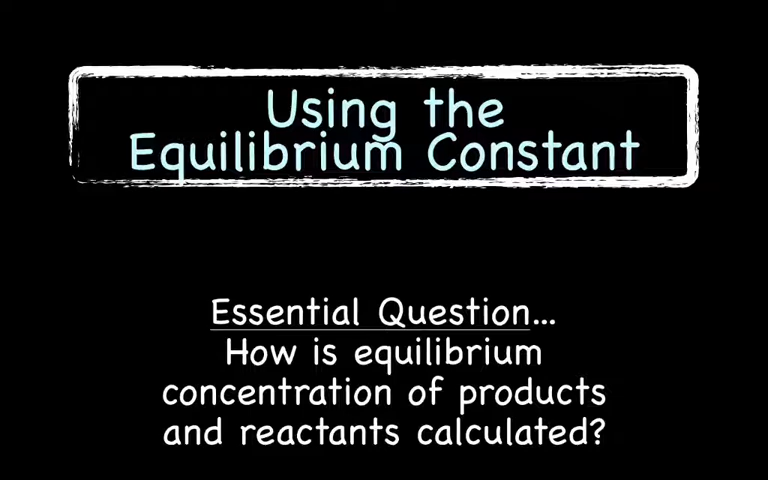 Using the
Equilibrium Constant
Essential Question...
How is equilibrium
concentration of products
and reactants calculated?